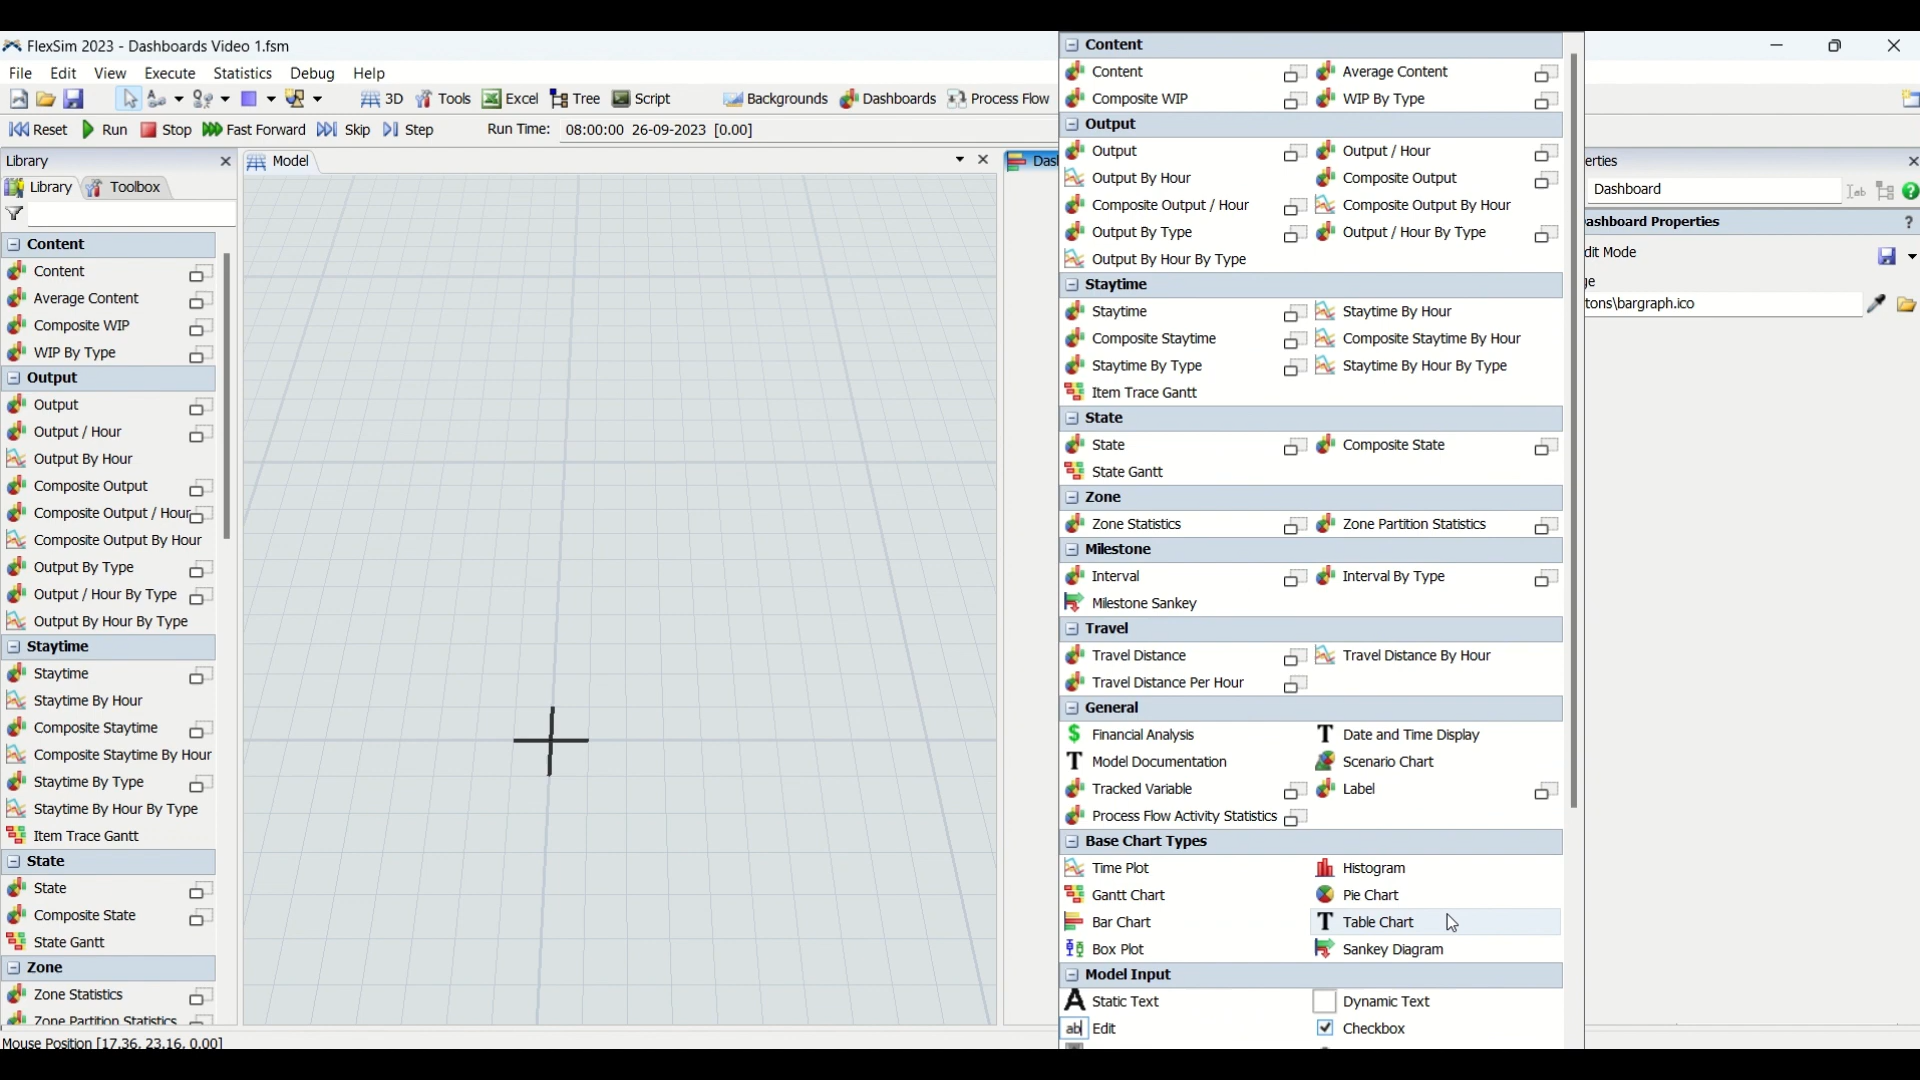 FlexSim 2023 - Dashboards Video 1.fsm
File Edit View Execute Statistics Debug Help
3D Tools Excel Tree Script Backgrounds Dashboards Process Flow
Reset Run Stop Fast Forward Skip Step Run Time: 08:00:00 26-09-2023 [0.00]
Library
Library Toolbox
Content
Content
Average Content
Composite WIP
WIP By Type
Output
Output
Output / Hour
Output By Hour
Composite Output
Composite Output / Hour
Composite Output By Hour
Output By Type
Output / Hour By Type
Output By Hour By Type
Staytime
Staytime
Staytime By Hour
Composite Staytime
Composite Staytime By Hour
Staytime By Type
Staytime By Hour By Type
Item Trace Gantt
State
State
Composite State
State Gantt
Zone
Zone Statistics
Zone Partition Statistics
Mouse Position [17.36, 23.16, 0.00]
Model
Das
Content
Content Average Content
Composite WIP WIP By Type
Output
Output Output / Hour
Output By Hour Composite Output
Composite Output / Hour Composite Output By Hour
Output By Type Output / Hour By Type
Output By Hour By Type
Staytime
Staytime Staytime By Hour
Composite Staytime Composite Staytime By Hour
Staytime By Type Staytime By Hour By Type
Item Trace Gantt
State
State Composite State
State Gantt
Zone
Zone Statistics Zone Partition Statistics
Milestone
Interval Interval By Type
Milestone Sankey
Travel
Travel Distance Travel Distance By Hour
Travel Distance Per Hour
General
Financial Analysis Date and Time Display
Model Documentation Scenario Chart
Tracked Variable Label
Process Flow Activity Statistics
Base Chart Types
Time Plot Histogram
Gantt Chart Pie Chart
Bar Chart Table Chart
Box Plot Sankey Diagram
Model Input
Static Text Dynamic Text
ab Edit Checkbox
erties
Dashboard
ashboard Properties ?
dit Mode
ge
tons\bargraph.ico